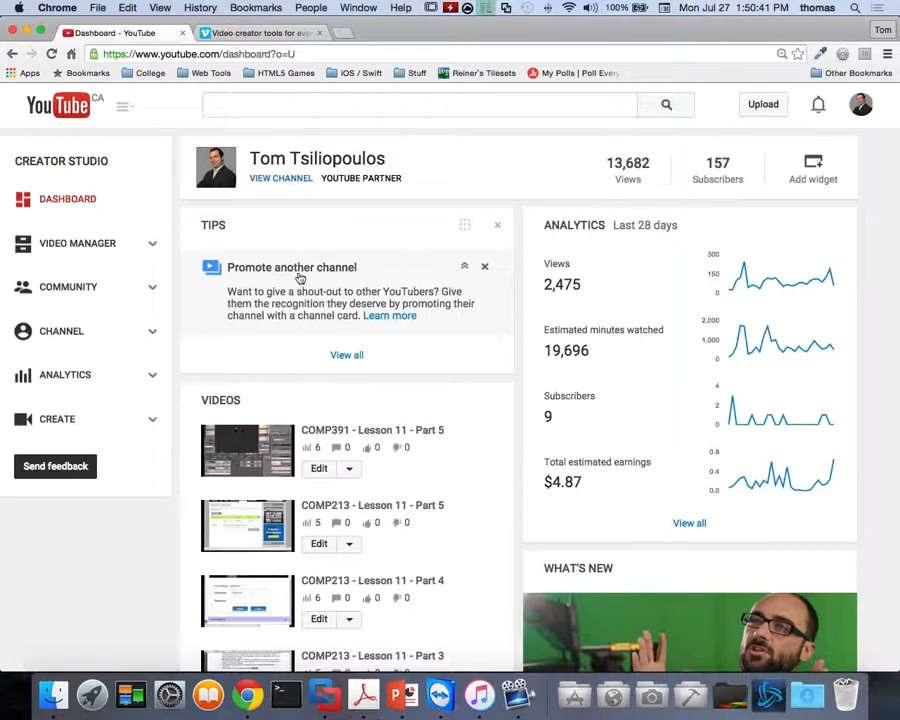 Chrome File Edit View History Bookmarks People Window Help 100% Mon Jul 27 1:50:41 PM thomas
Dashboard - YouTube × Video creator tools for eve × Tom
https://www.youtube.com/dashboard?o=U
Apps Bookmarks College Web Tools HTML5 Games iOS / Swift Stuff Reiner's Tilesets My Polls | Poll Every Other Bookmarks
YouTube CA Upload
CREATOR STUDIO
DASHBOARD
VIDEO MANAGER
COMMUNITY
CHANNEL
ANALYTICS
CREATE
Send feedback
Tom Tsiliopoulos
VIEW CHANNEL YOUTUBE PARTNER
13,682
Views
157
Subscribers
Add widget
TIPS
Promote another channel
Want to give a shout-out to other YouTubers? Give
them the recognition they deserve by promoting their
channel with a channel card. Learn more
View all
VIDEOS
COMP391 - Lesson 11 - Part 5
6 0 0 0
Edit
COMP213 - Lesson 11 - Part 5
5 0 0 0
Edit
COMP213 - Lesson 11 - Part 4
6 0 0 0
Edit
COMP213 - Lesson 11 - Part 3
ANALYTICS Last 28 days
Views
2,475
300
150
0
Estimated minutes watched
19,696
2,000
1,000
0
Subscribers
9
4
2
0
Total estimated earnings
$4.87
0.8
0.4
0.0
View all
WHAT'S NEW